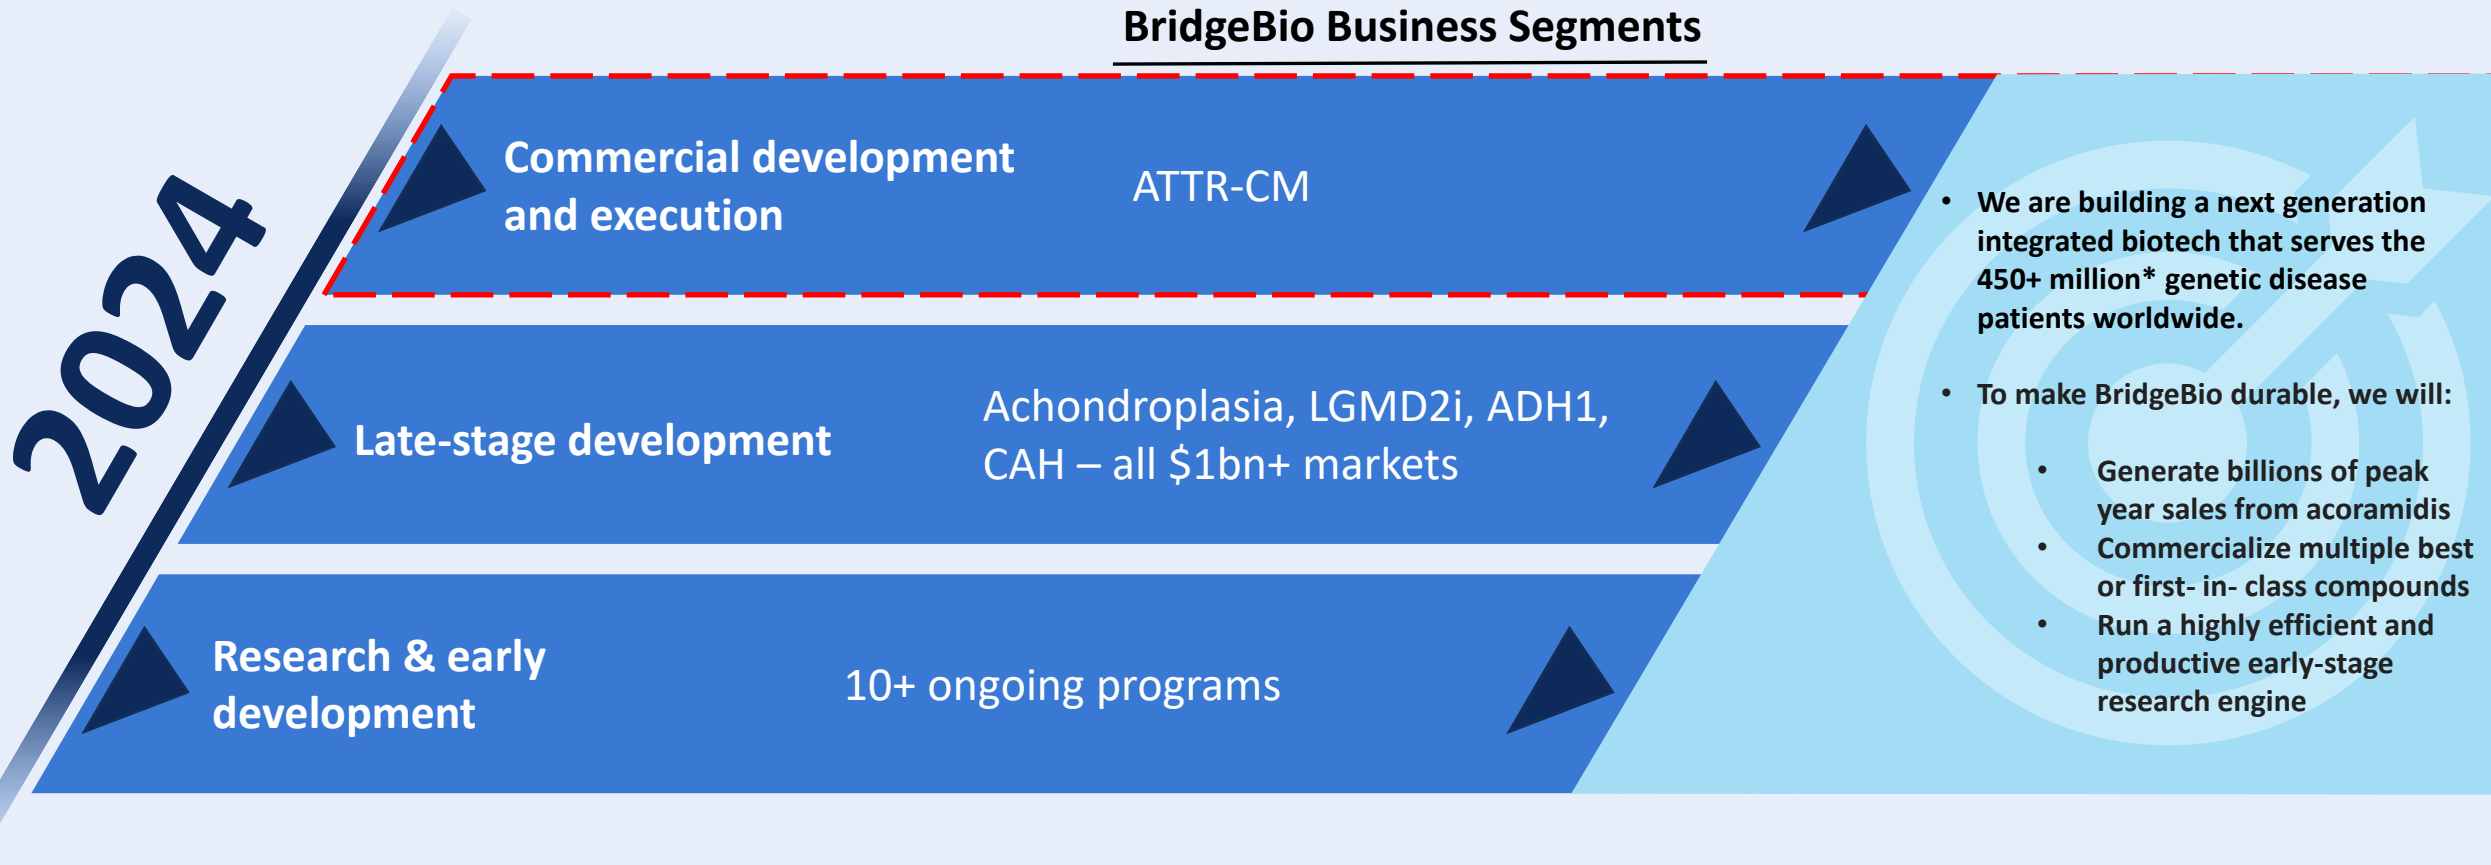 BridgeBio Business Segments
2024
Commercial development
and execution
ATTR-CM
Late-stage development
Achondroplasia, LGMD2i, ADH1,
CAH – all $1bn+ markets
Research & early
development
10+ ongoing programs
• We are building a next generation
integrated biotech that serves the
450+ million* genetic disease
patients worldwide.
• To make BridgeBio durable, we will:
• Generate billions of peak
year sales from acoramidis
• Commercialize multiple best
or first- in- class compounds
• Run a highly efficient and
productive early-stage
research engine